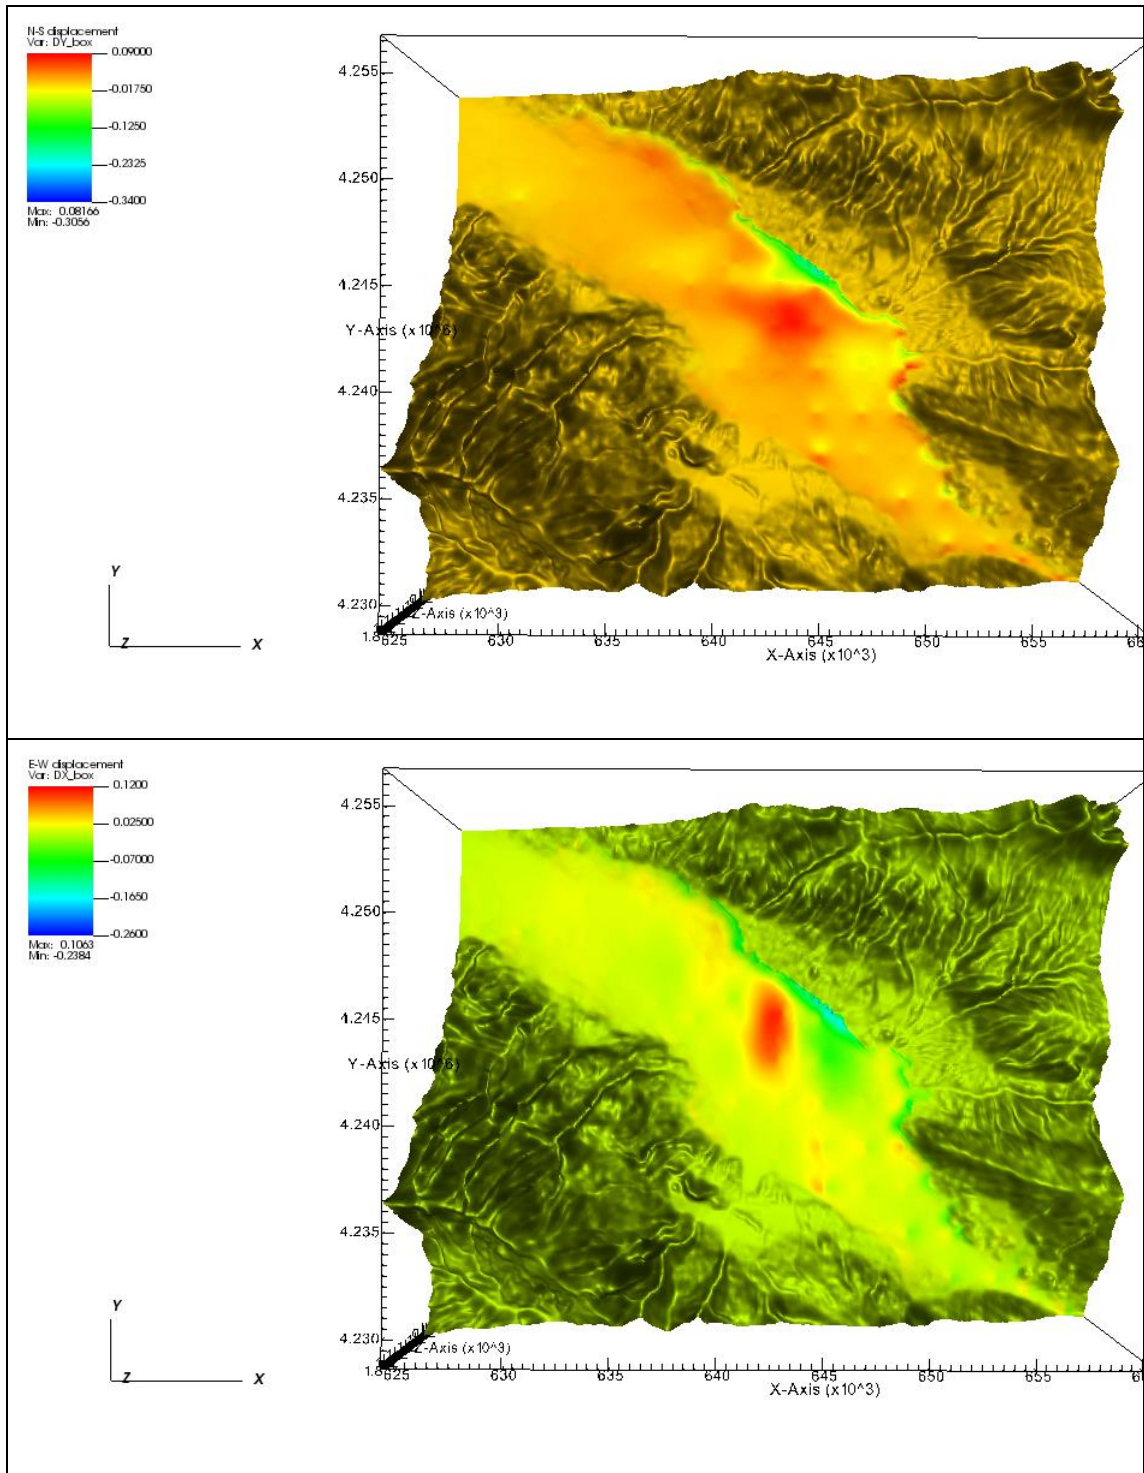 N-S displacement
Var: DY_box
0.09000
-0.01750
-0.1250
-0.2325
-0.3400
Max: 0.08166
Min: -0.3056
4.255
4.250
4.245
Y-Axis (x10^6)
4.240
4.235
4.230
Z-Axis (x10^3)
625 630 635 640 645 650 655
X-Axis (x10^3)
Y
Z X
E-W displacement
Var: DX_box
0.1200
0.02500
-0.07000
-0.1650
-0.2600
Max: 0.1063
Min: -0.2384
4.255
4.250
4.245
Y-Axis (x10^6)
4.240
4.235
4.230
Z-Axis (x10^3)
625 630 635 640 645 650 655
X-Axis (x10^3)
Y
Z X